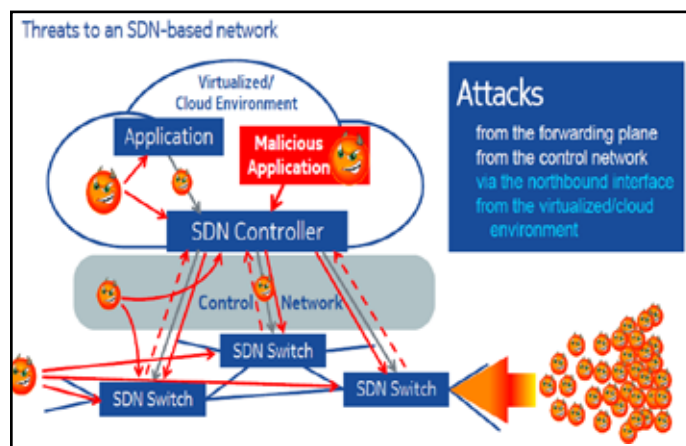 Threats to an SDN-based network
Virtualized/
Cloud Environment
Application
Malicious
Application
SDN Controller
Control Network
SDN Switch
SDN Switch
SDN Switch
Attacks
from the forwarding plane
from the control network
via the northbound interface
from the virtualized/cloud
environment